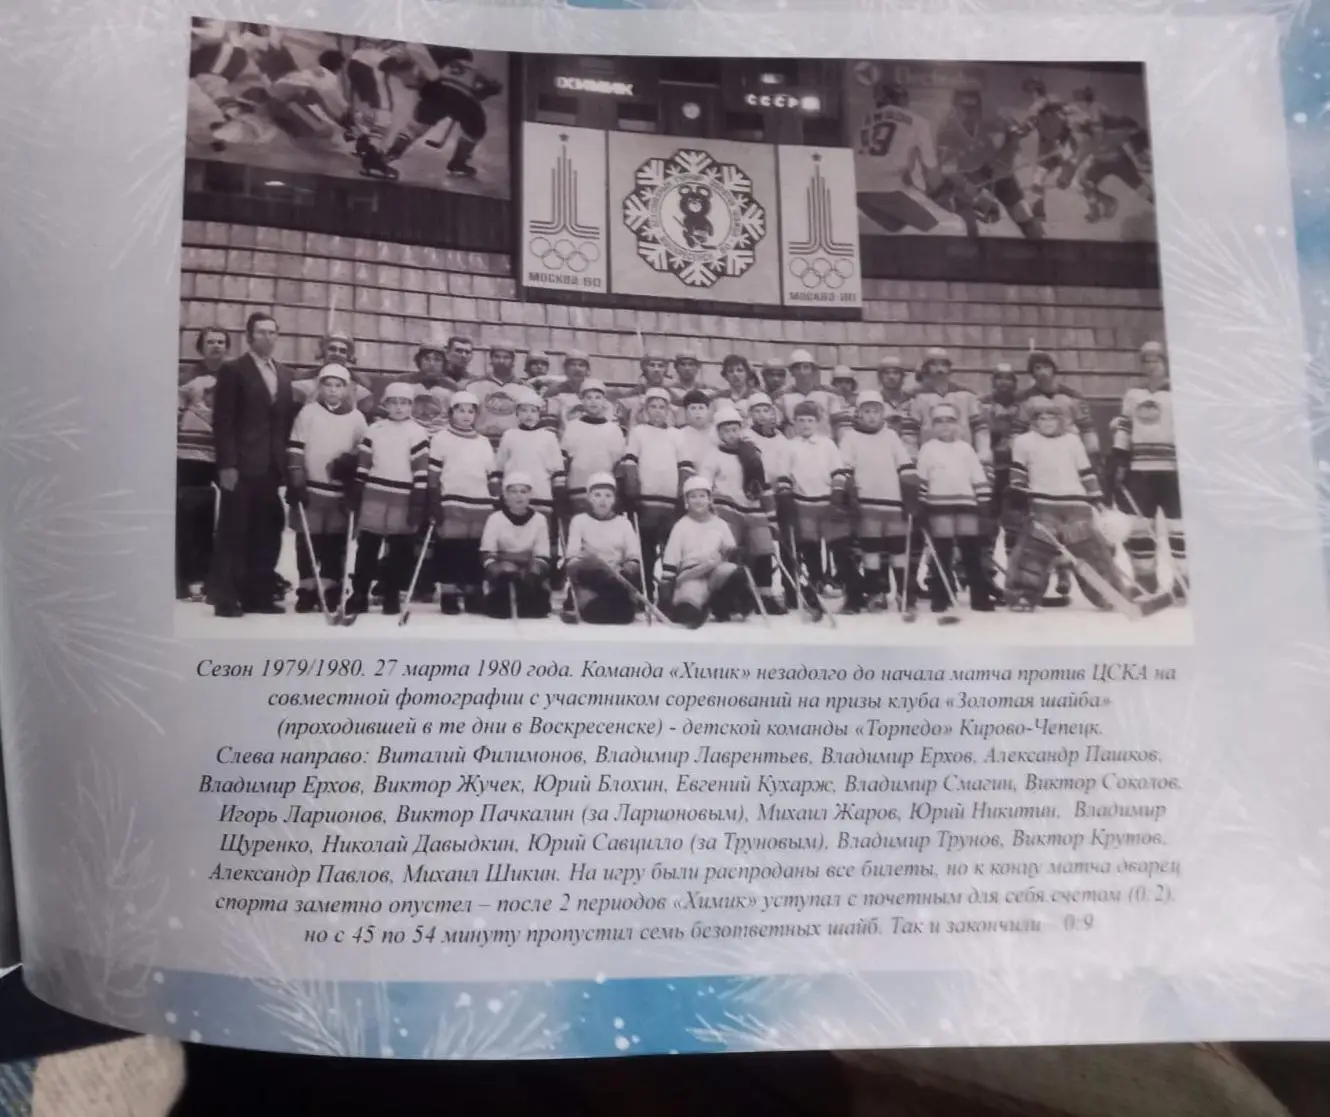 ХИМИК
СССР
МОСКВА·80
МОСКВА·80
19
Сезон 1979/1980. 27 марта 1980 года. Команда «Химик» незадолго до начала матча против ЦСКА на
совместной фотографии с участником соревнований на призы клуба «Золотая шайба»
(проходившей в те дни в Воскресенске) - детской команды «Торпедо» Кирово-Чепецк.
Слева направо: Виталий Филимонов, Владимир Лаврентьев, Владимир Ерхов, Александр Пашков,
Владимир Ерхов, Виктор Жучек, Юрий Блохин, Евгений Кухарж, Владимир Смагин, Виктор Соколов,
Игорь Ларионов, Виктор Пачкалин (за Ларионовым), Михаил Жаров, Юрий Никитин, Владимир
Щуренко, Николай Давыдкин, Юрий Савцилло (за Труновым), Владимир Трунов, Виктор Крутов,
Александр Павлов, Михаил Шикин. На игру были распроданы все билеты, но к концу матча дворец
спорта заметно опустел – после 2 периодов «Химик» уступал с почетным для себя счетом (0:2),
но с 45 по 54 минуту пропустил семь безответных шайб. Так и закончили - 0:9